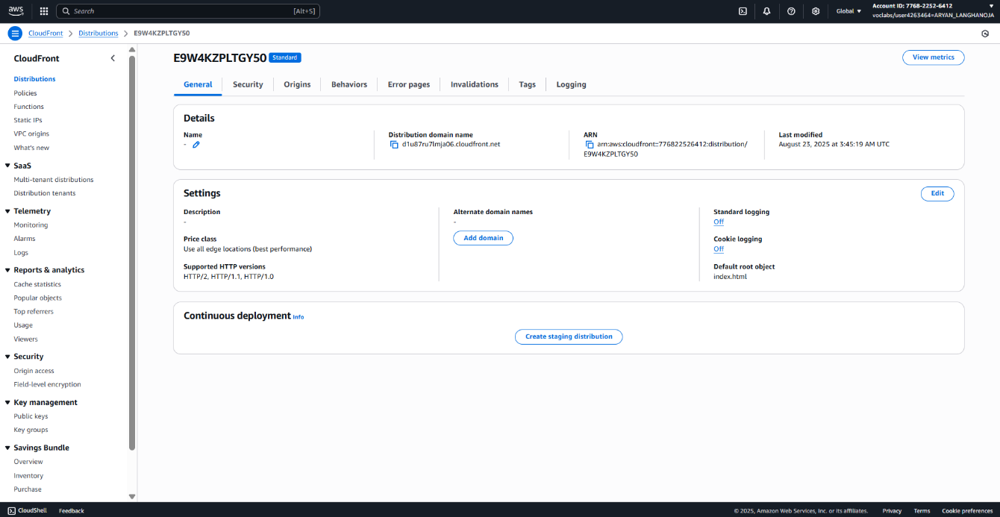 aws
Search
[Alt+S]
Global
Account ID: 7768-2252-6412
voclabs/user4263464=ARYAN_LANGHANOJA
CloudFront
Distributions
E9W4KZPLTGY50
CloudFront
Distributions
Policies
Functions
Static IPs
VPC origins
What's new
SaaS
Multi-tenant distributions
Distribution tenants
Telemetry
Monitoring
Alarms
Logs
Reports & analytics
Cache statistics
Popular objects
Top referrers
Usage
Viewers
Security
Origin access
Field-level encryption
Key management
Public keys
Key groups
Savings Bundle
Overview
Inventory
Purchase
E9W4KZPLTGY50 Standard
View metrics
General
Security
Origins
Behaviors
Error pages
Invalidations
Tags
Logging
Details
Name
-
Distribution domain name
d1u87ru7lmja06.cloudfront.net
ARN
arn:aws:cloudfront::776822526412:distribution/
E9W4KZPLTGY50
Last modified
August 23, 2025 at 3:45:19 AM UTC
Settings
Edit
Description
-
Price class
Use all edge locations (best performance)
Supported HTTP versions
HTTP/2, HTTP/1.1, HTTP/1.0
Alternate domain names
-
Add domain
Standard logging
Off
Cookie logging
Off
Default root object
index.html
Continuous deployment Info
Create staging distribution
CloudShell
Feedback
© 2025, Amazon Web Services, Inc. or its affiliates.
Privacy
Terms
Cookie preferences